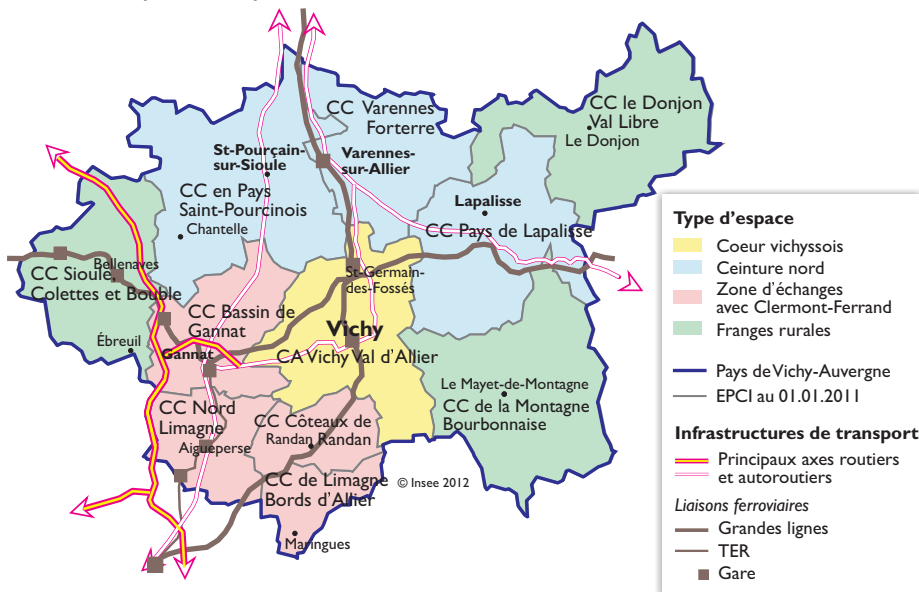 CC Varennes
Forterre
CC le Donjon
Val Libre
Le Donjon
St-Pourçain-
sur-Sioule
Varennes-
sur-Allier
CC en Pays
Saint-Pourcinois
Chantelle
Lapalisse
CC Pays de Lapalisse
Bellenaves
CC Sioule,
Colettes et Bouble
St-Germain-
des-Fossés
CC Bassin de
Gannat
Vichy
Ébreuil
Gannat
CA Vichy Val d'Allier
Le Mayet-de-Montagne
CC de la Montagne
Bourbonnaise
CC Nord
Limagne
Aigueperse
CC Côteaux de
Randan Randan
CC de Limagne
Bords d'Allier
© Insee 2012
Maringues
Type d'espace
Coeur vichyssois
Ceinture nord
Zone d'échanges
avec Clermont-Ferrand
Franges rurales
Pays de Vichy-Auvergne
EPCI au 01.01.2011
Infrastructures de transport
Principaux axes routiers
et autoroutiers
Liaisons ferroviaires
Grandes lignes
TER
Gare